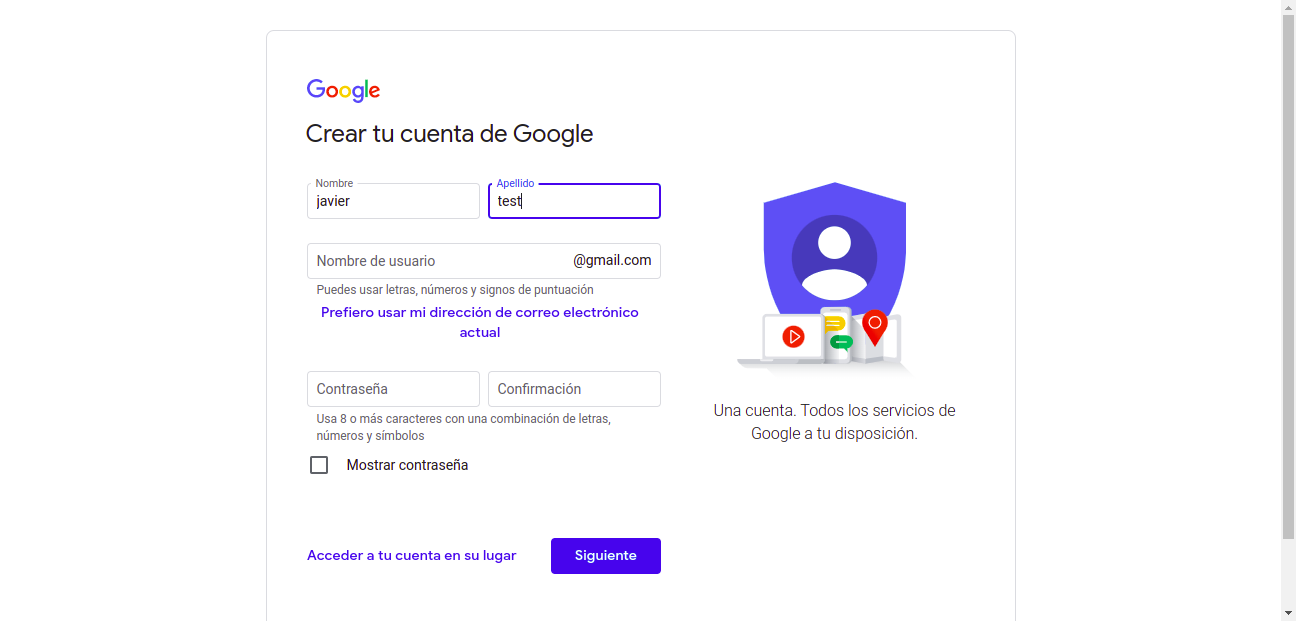 Google
Crear tu cuenta de Google
Nombre
javier
Apellido
test
Nombre de usuario
@gmail.com
Puedes usar letras, números y signos de puntuación
Prefiero usar mi dirección de correo electrónico
actual
Contraseña
Confirmación
Usa 8 o más caracteres con una combinación de letras,
números y símbolos
Mostrar contraseña
Acceder a tu cuenta en su lugar
Siguiente
Una cuenta. Todos los servicios de
Google a tu disposición.